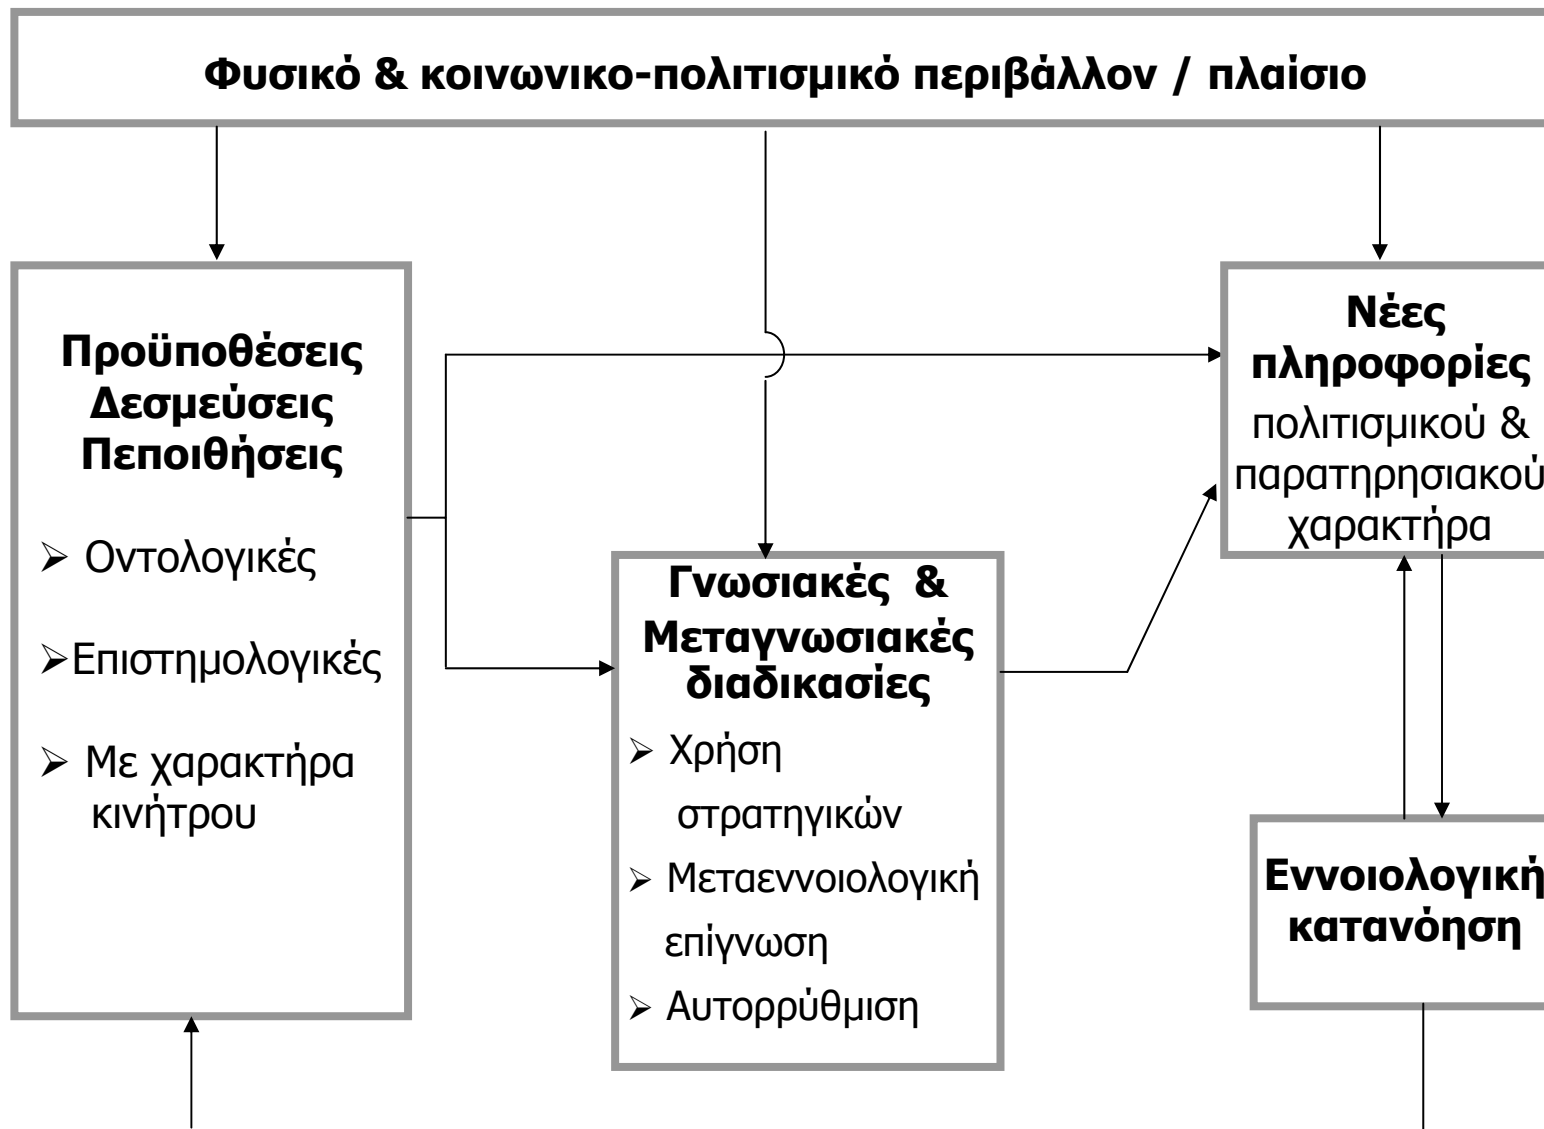 Φυσικό & κοινωνικο-πολιτισμικό περιβάλλον / πλαίσιο
Προϋποθέσεις
Δεσμεύσεις
Πεποιθήσεις
➢ Οντολογικές
➢Επιστημολογικές
➢ Με χαρακτήρα
κινήτρου
Γνωσιακές &
Μεταγνωσιακές
διαδικασίες
➢ Χρήση
στρατηγικών
➢ Μεταεννοιολογική
επίγνωση
➢ Αυτορρύθμιση
Νέες
πληροφορίες
πολιτισμικού &
παρατηρησιακού
χαρακτήρα
Εννοιολογική
κατανόηση